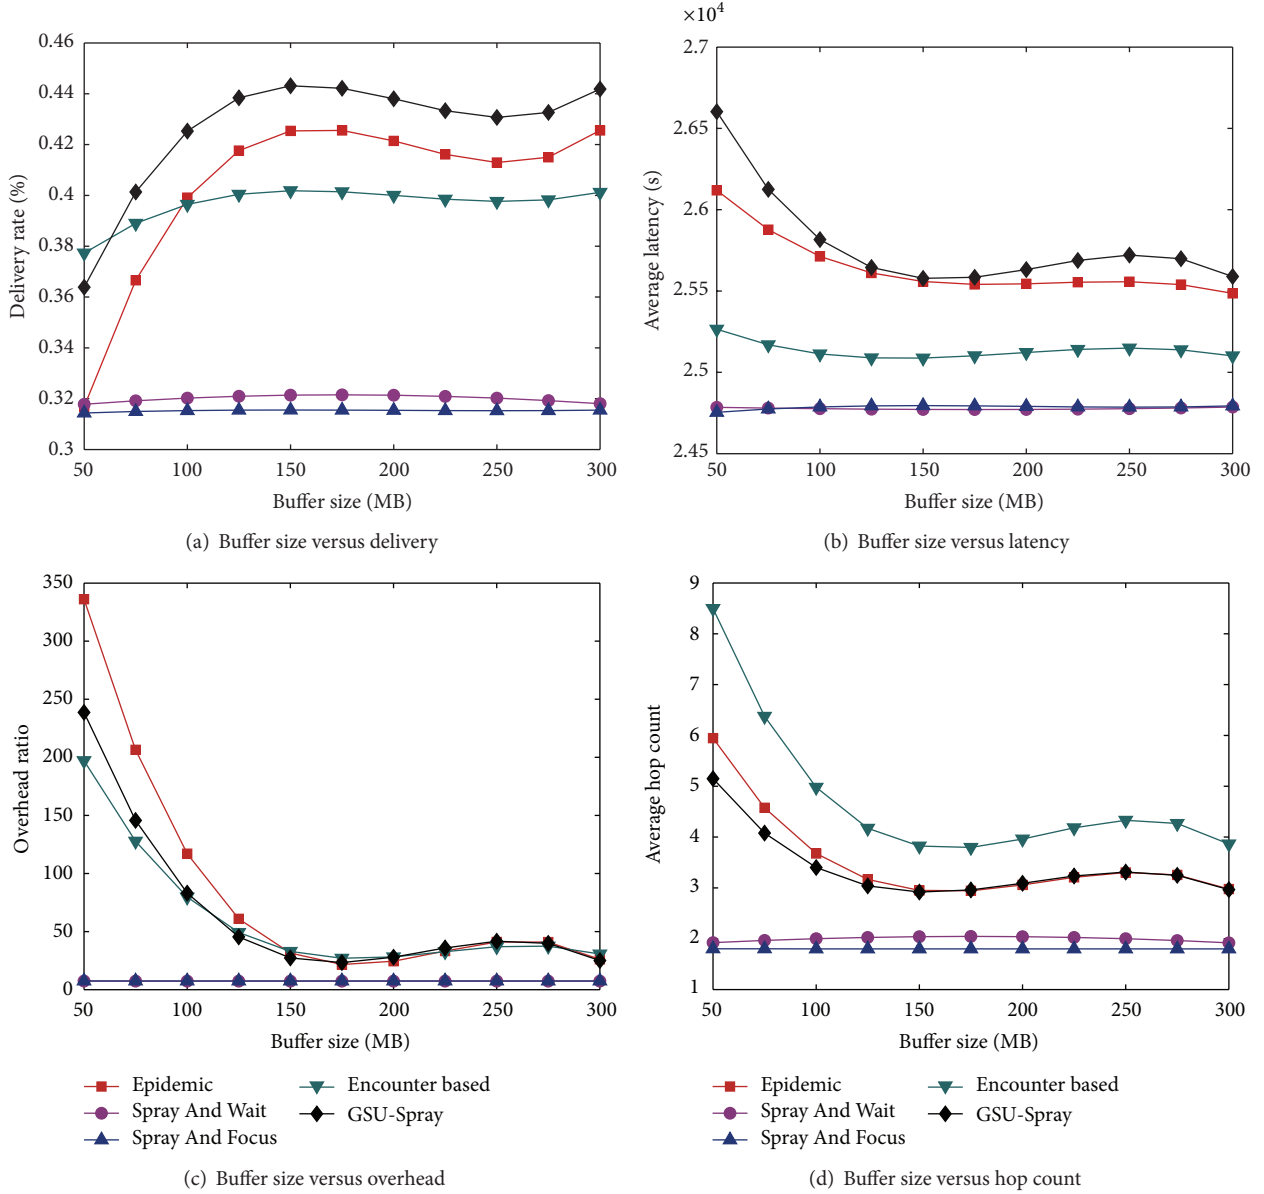 0.46
0.44
0.42
0.4
0.38
0.36
0.34
0.32
0.3
Delivery rate (%)
50 100 150 200 250 300
Buffer size (MB)
(a) Buffer size versus delivery
×10⁴
2.7
2.65
2.6
2.55
2.5
2.45
Average latency (s)
50 100 150 200 250 300
Buffer size (MB)
(b) Buffer size versus latency
350
300
250
200
150
100
50
0
Overhead ratio
50 100 150 200 250 300
Buffer size (MB)
Epidemic
Spray And Wait
Spray And Focus
Encounter based
GSU-Spray
(c) Buffer size versus overhead
9
8
7
6
5
4
3
2
1
Average hop count
50 100 150 200 250 300
Buffer size (MB)
Epidemic
Spray And Wait
Spray And Focus
Encounter based
GSU-Spray
(d) Buffer size versus hop count